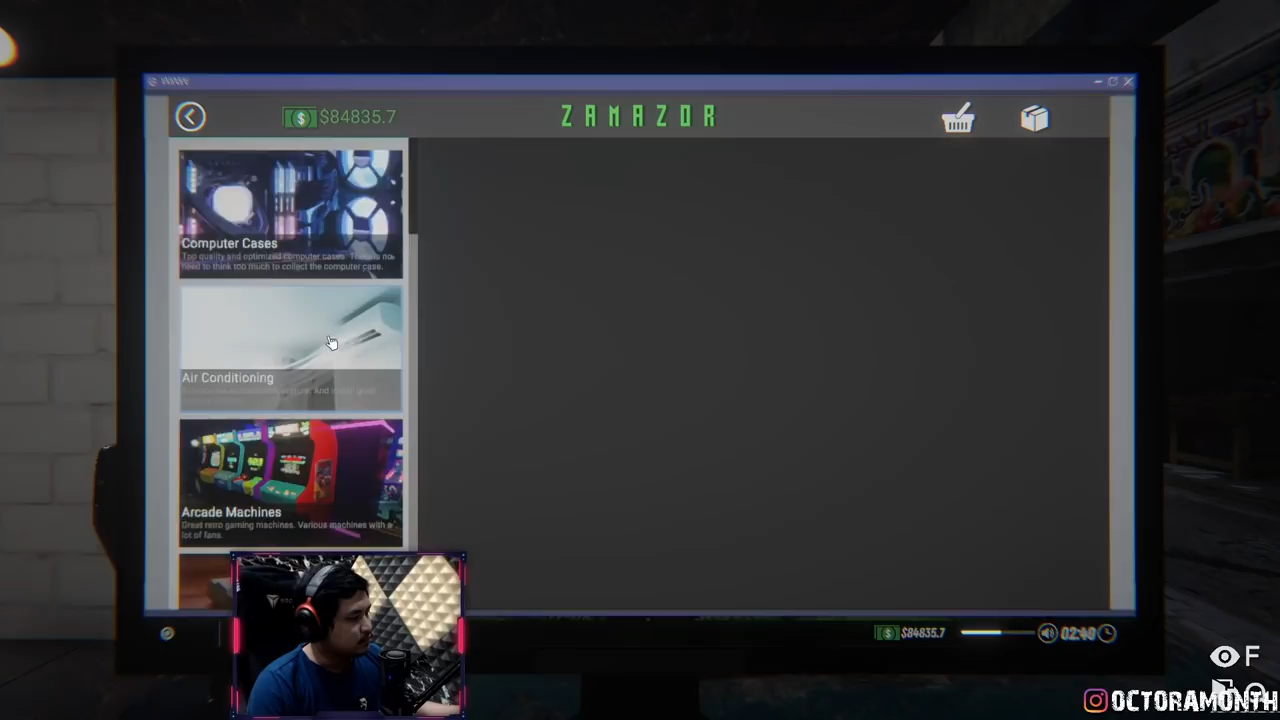 $84835.7
ZAMAZOR
Computer Cases
Top quality and optimized computer cases. There is no
need to think too much to collect the computer case.
Air Conditioning
Arcade Machines
Great retro gaming machines. Various machines with a
lot of fans.
$84835.7
02:40
F
OCTORAMONTH